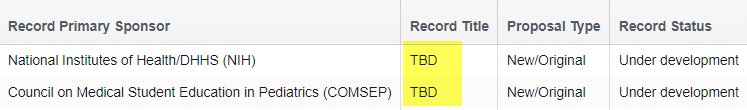 Record Primary Sponsor Record Title Proposal Type Record Status
National Institutes of Health/DHHS (NIH) TBD New/Original Under development
Council on Medical Student Education in Pediatrics (COMSEP) TBD New/Original Under development